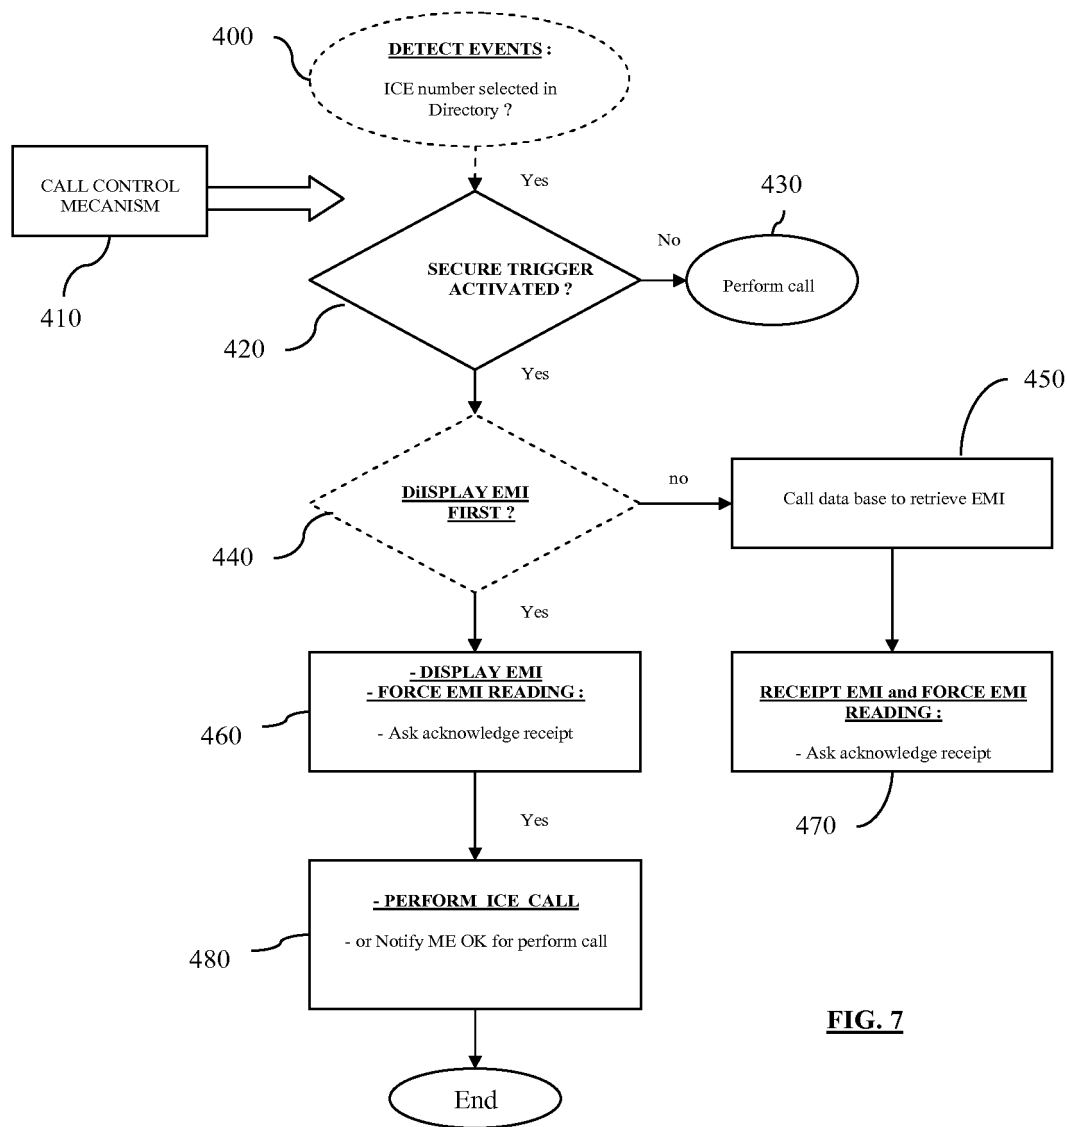 400
DETECT EVENTS :
ICE number selected in
Directory ?
CALL CONTROL
MECANISM
410
Yes
430
No
SECURE TRIGGER
ACTIVATED ?
Perform call
420
Yes
450
DiISPLAY EMI
FIRST ?
no
Call data base to retrieve EMI
440
Yes
- DISPLAY EMI
- FORCE EMI READING :
- Ask acknowledge receipt
460
RECEIPT EMI and FORCE EMI
READING :
- Ask acknowledge receipt
470
Yes
- PERFORM ICE CALL
- or Notify ME OK for perform call
480
FIG. 7
End